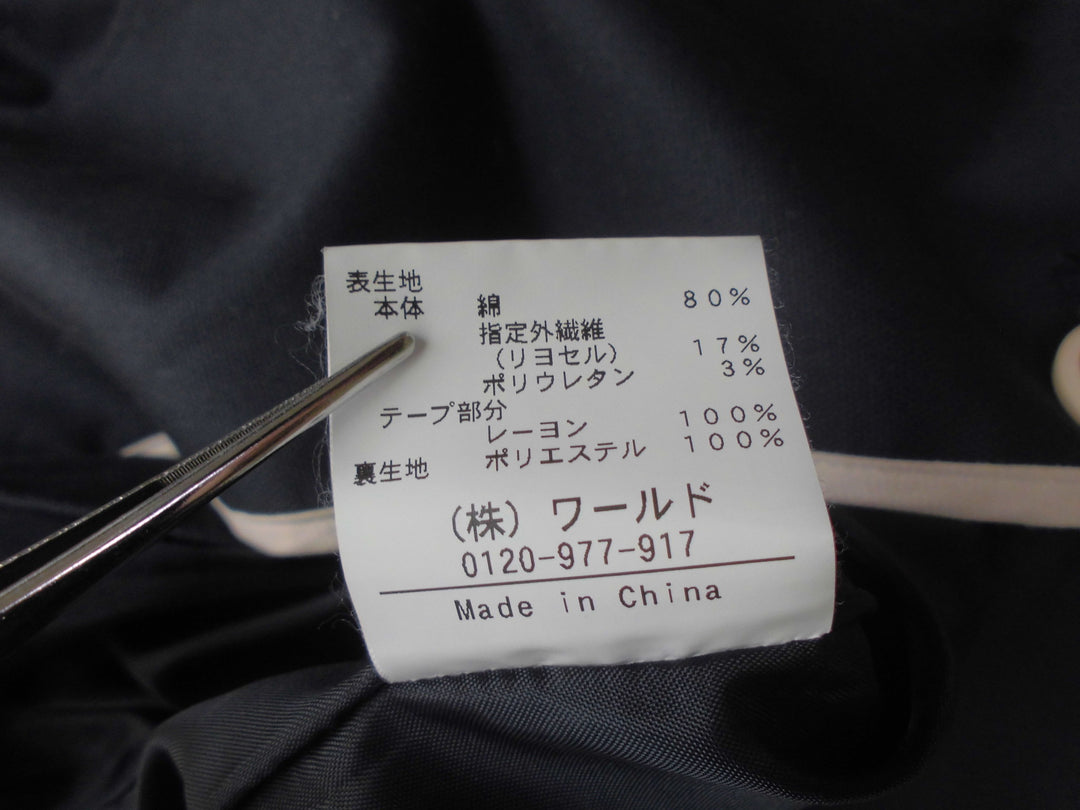 表生地
本体 綿 80%
指定外繊維
(リヨセル) 17%
ポリウレタン 3%
テープ部分
レーヨン 100%
裏生地 ポリエステル 100%
(株) ワールド
0120-977-917
Made in China